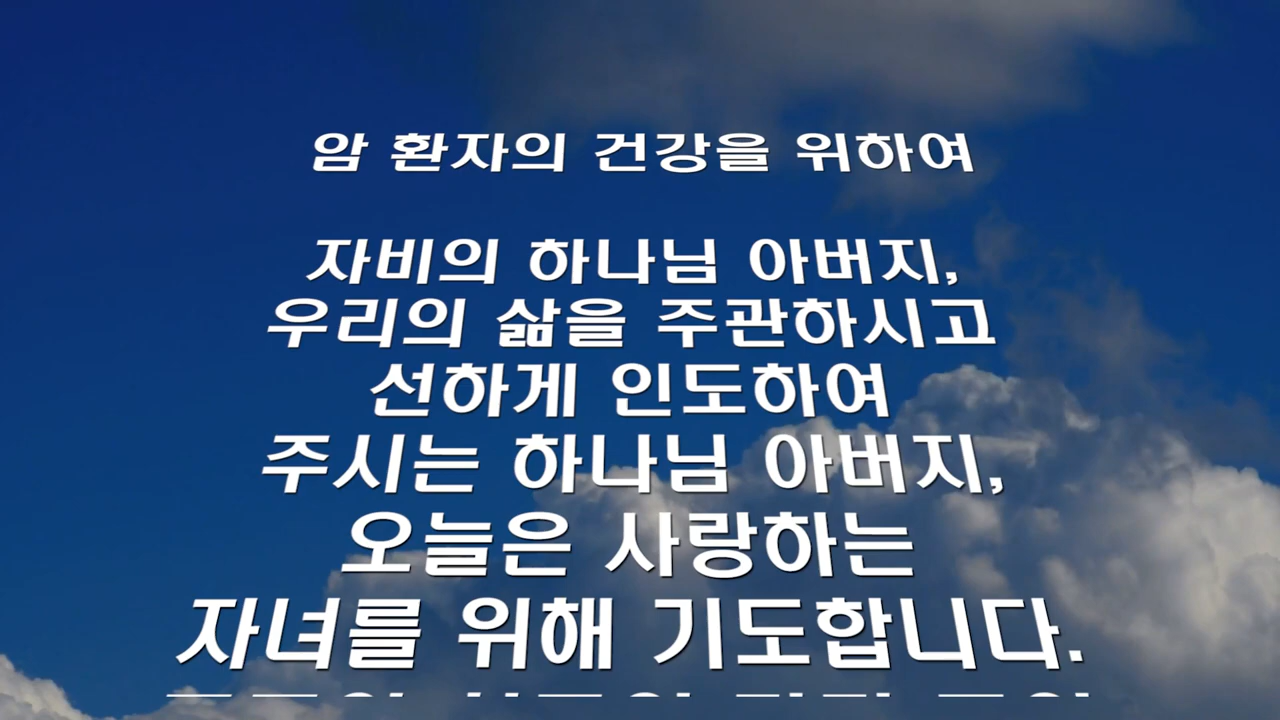 암 환자의 건강을 위하여
자비의 하나님 아버지,
우리의 삶을 주관하시고
선하게 인도하여
주시는 하나님 아버지,
오늘은 사랑하는
자녀를 위해 기도합니다.